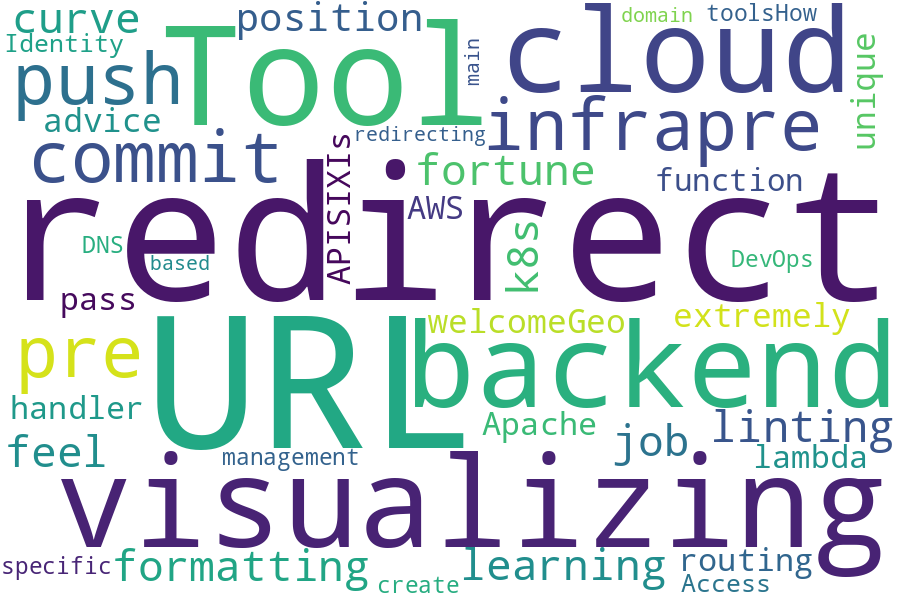 curve
position
domain
toolsHow
Identity
Tool
cloud
main
unique
push
advice
infrapre
redirecting
commit
APISIXIs
fortune
function
redirect
AWS
k8s
DNS
based
DevOps
pass
URL
welcomeGeo
extremely
pre
backend
handler
Apache
linting
feel
job
management
lambda
visualizing
specific
formatting
learning
routing
create
Access